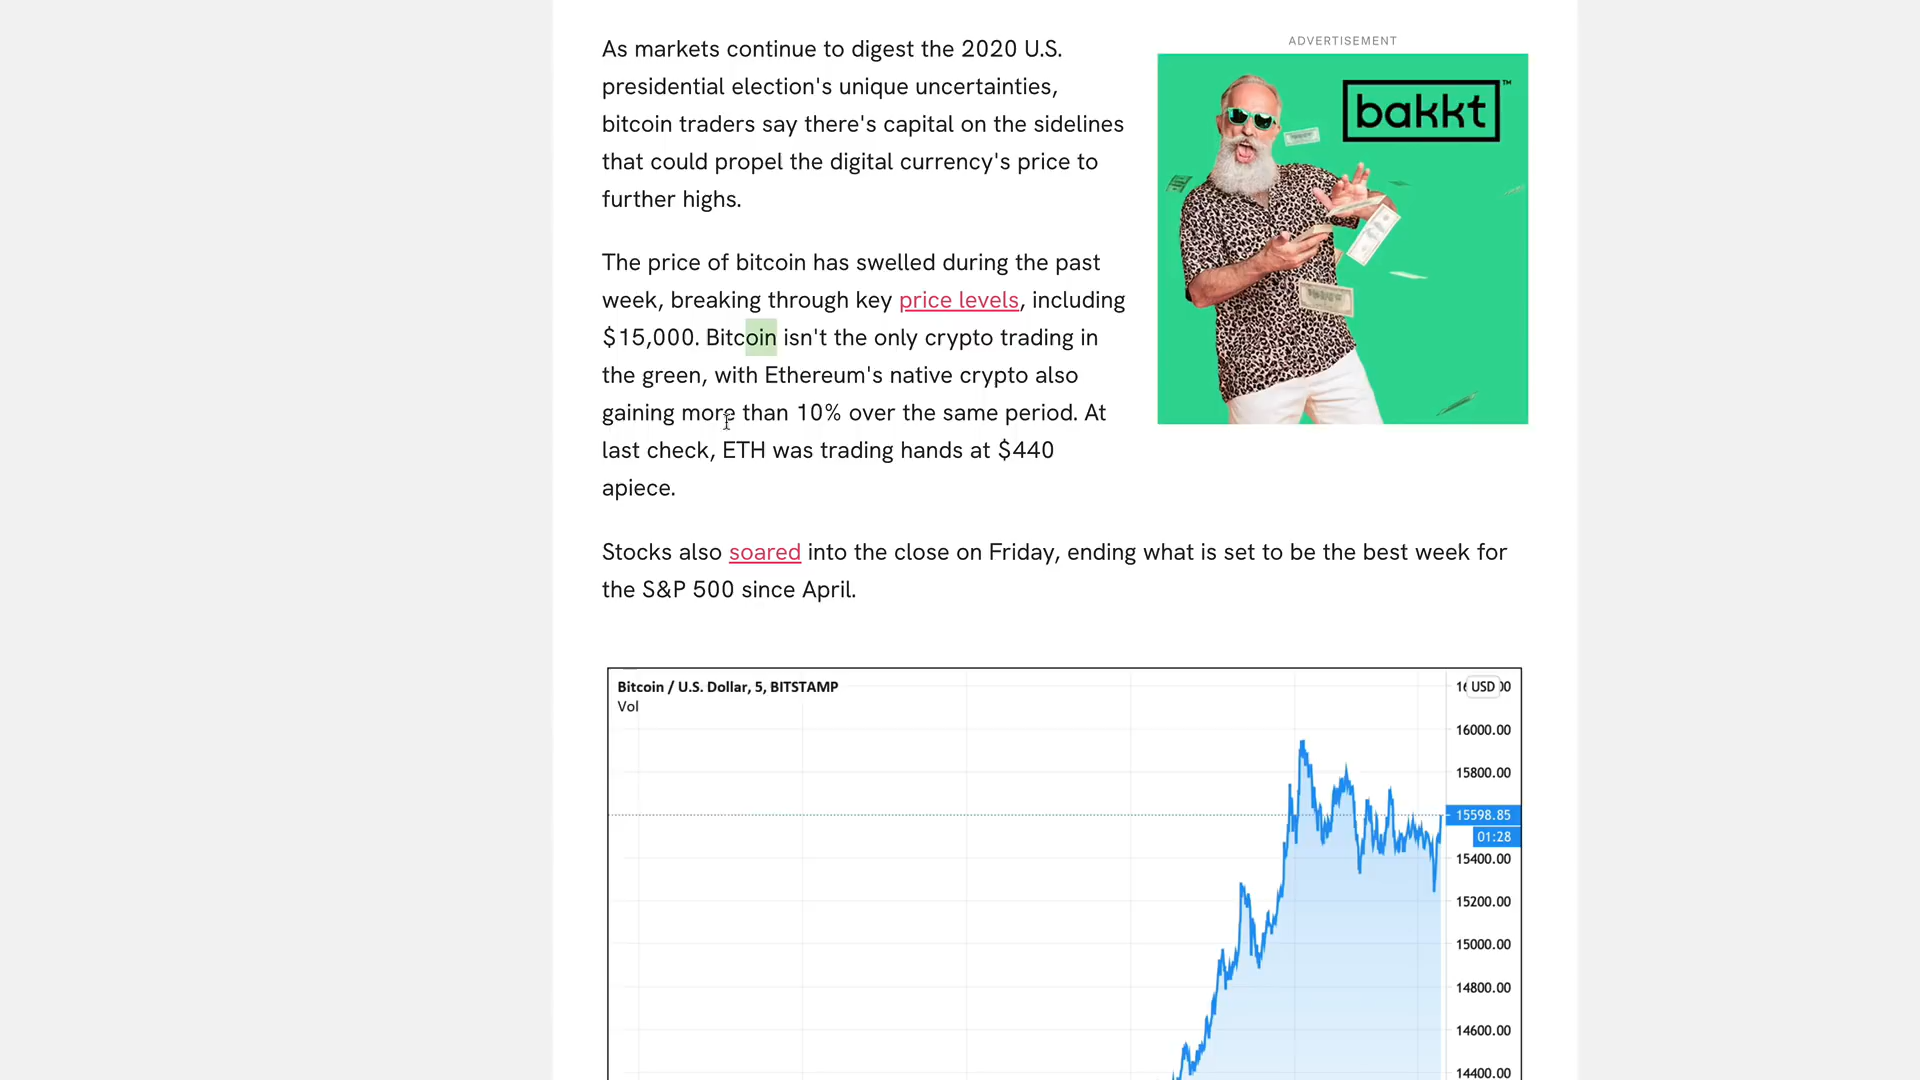 As markets continue to digest the 2020 U.S.
presidential election's unique uncertainties,
bitcoin traders say there's capital on the sidelines
that could propel the digital currency's price to
further highs.
The price of bitcoin has swelled during the past
week, breaking through key price levels, including
$15,000. Bitcoin isn't the only crypto trading in
the green, with Ethereum's native crypto also
gaining more than 10% over the same period. At
last check, ETH was trading hands at $440
apiece.
ADVERTISEMENT
bakkt™
Stocks also soared into the close on Friday, ending what is set to be the best week for
the S&P 500 since April.
Bitcoin / U.S. Dollar, 5, BITSTAMP
Vol
USD
16000.00
15800.00
15598.85
01:28
15400.00
15200.00
15000.00
14800.00
14600.00
14400.00